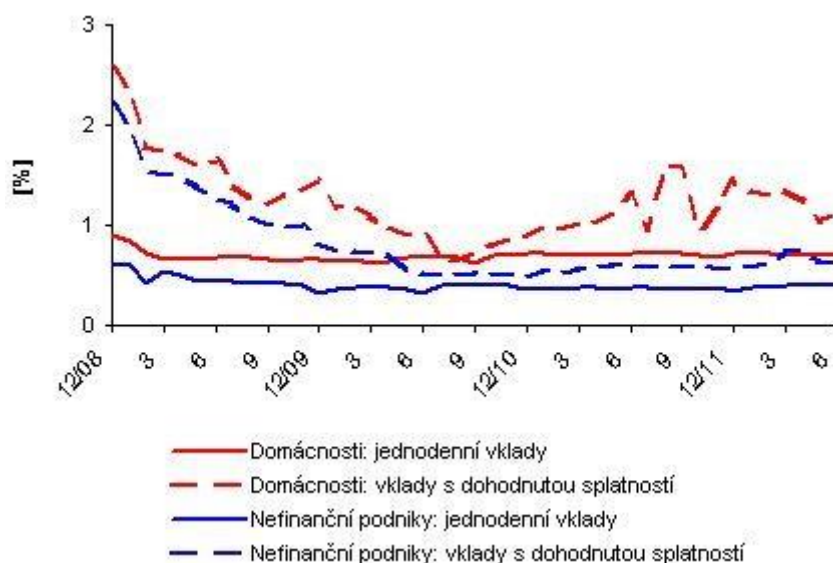 3
2
[%]
1
0
12/08 3 6 9 12/09 3 6 9 12/10 3 6 9 12/11 3 6
Domácnosti: jednodenní vklady
Domácnosti: vklady s dohodnutou splatností
Nefinanční podniky: jednodenní vklady
Nefinanční podniky: vklady s dohodnutou splatností